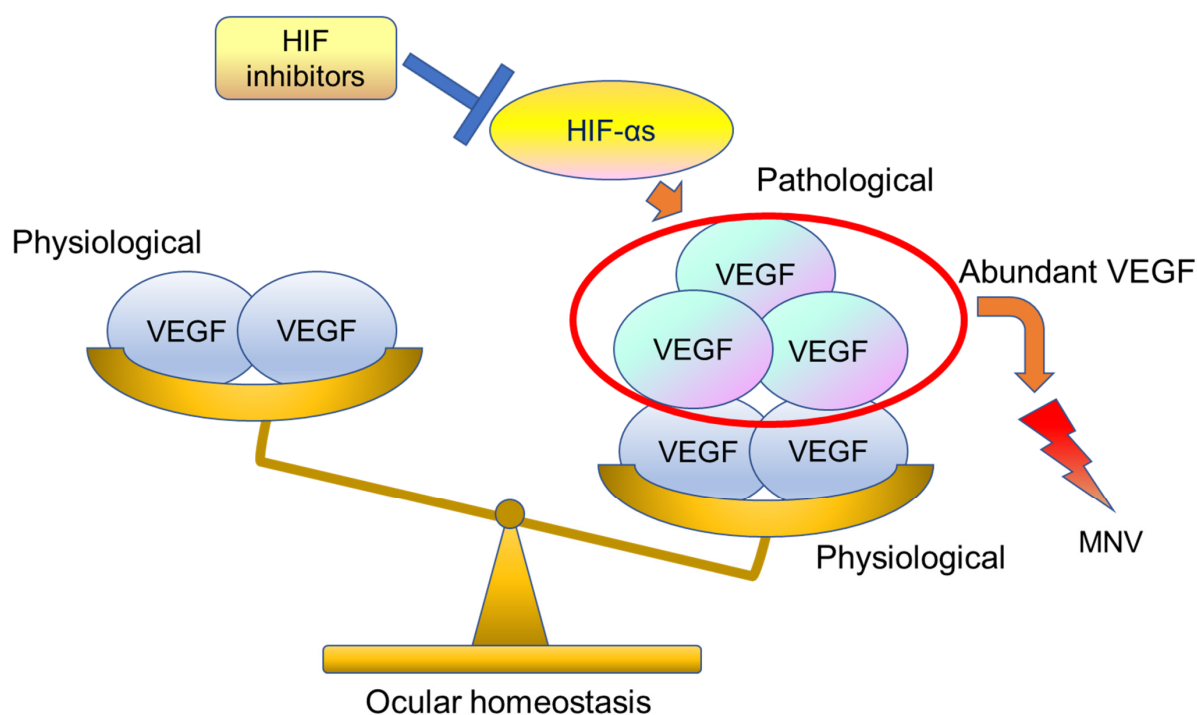 HIF
inhibitors
HIF-αs
Pathological
Physiological
Abundant VEGF
VEGF
VEGF
VEGF
VEGF
VEGF
VEGF
VEGF
Physiological
MNV
Ocular homeostasis